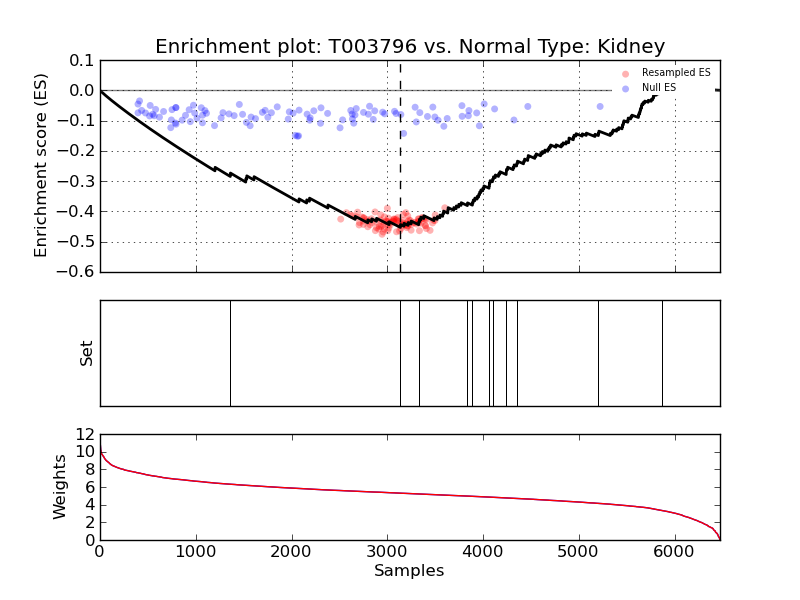 Enrichment plot: T003796 vs. Normal Type: Kidney
Enrichment score (ES)
0.1
0.0
−0.1
−0.2
−0.3
−0.4
−0.5
−0.6
Resampled ES
Null ES
Set
Weights
12
10
8
6
4
2
0
0 1000 2000 3000 4000 5000 6000
Samples